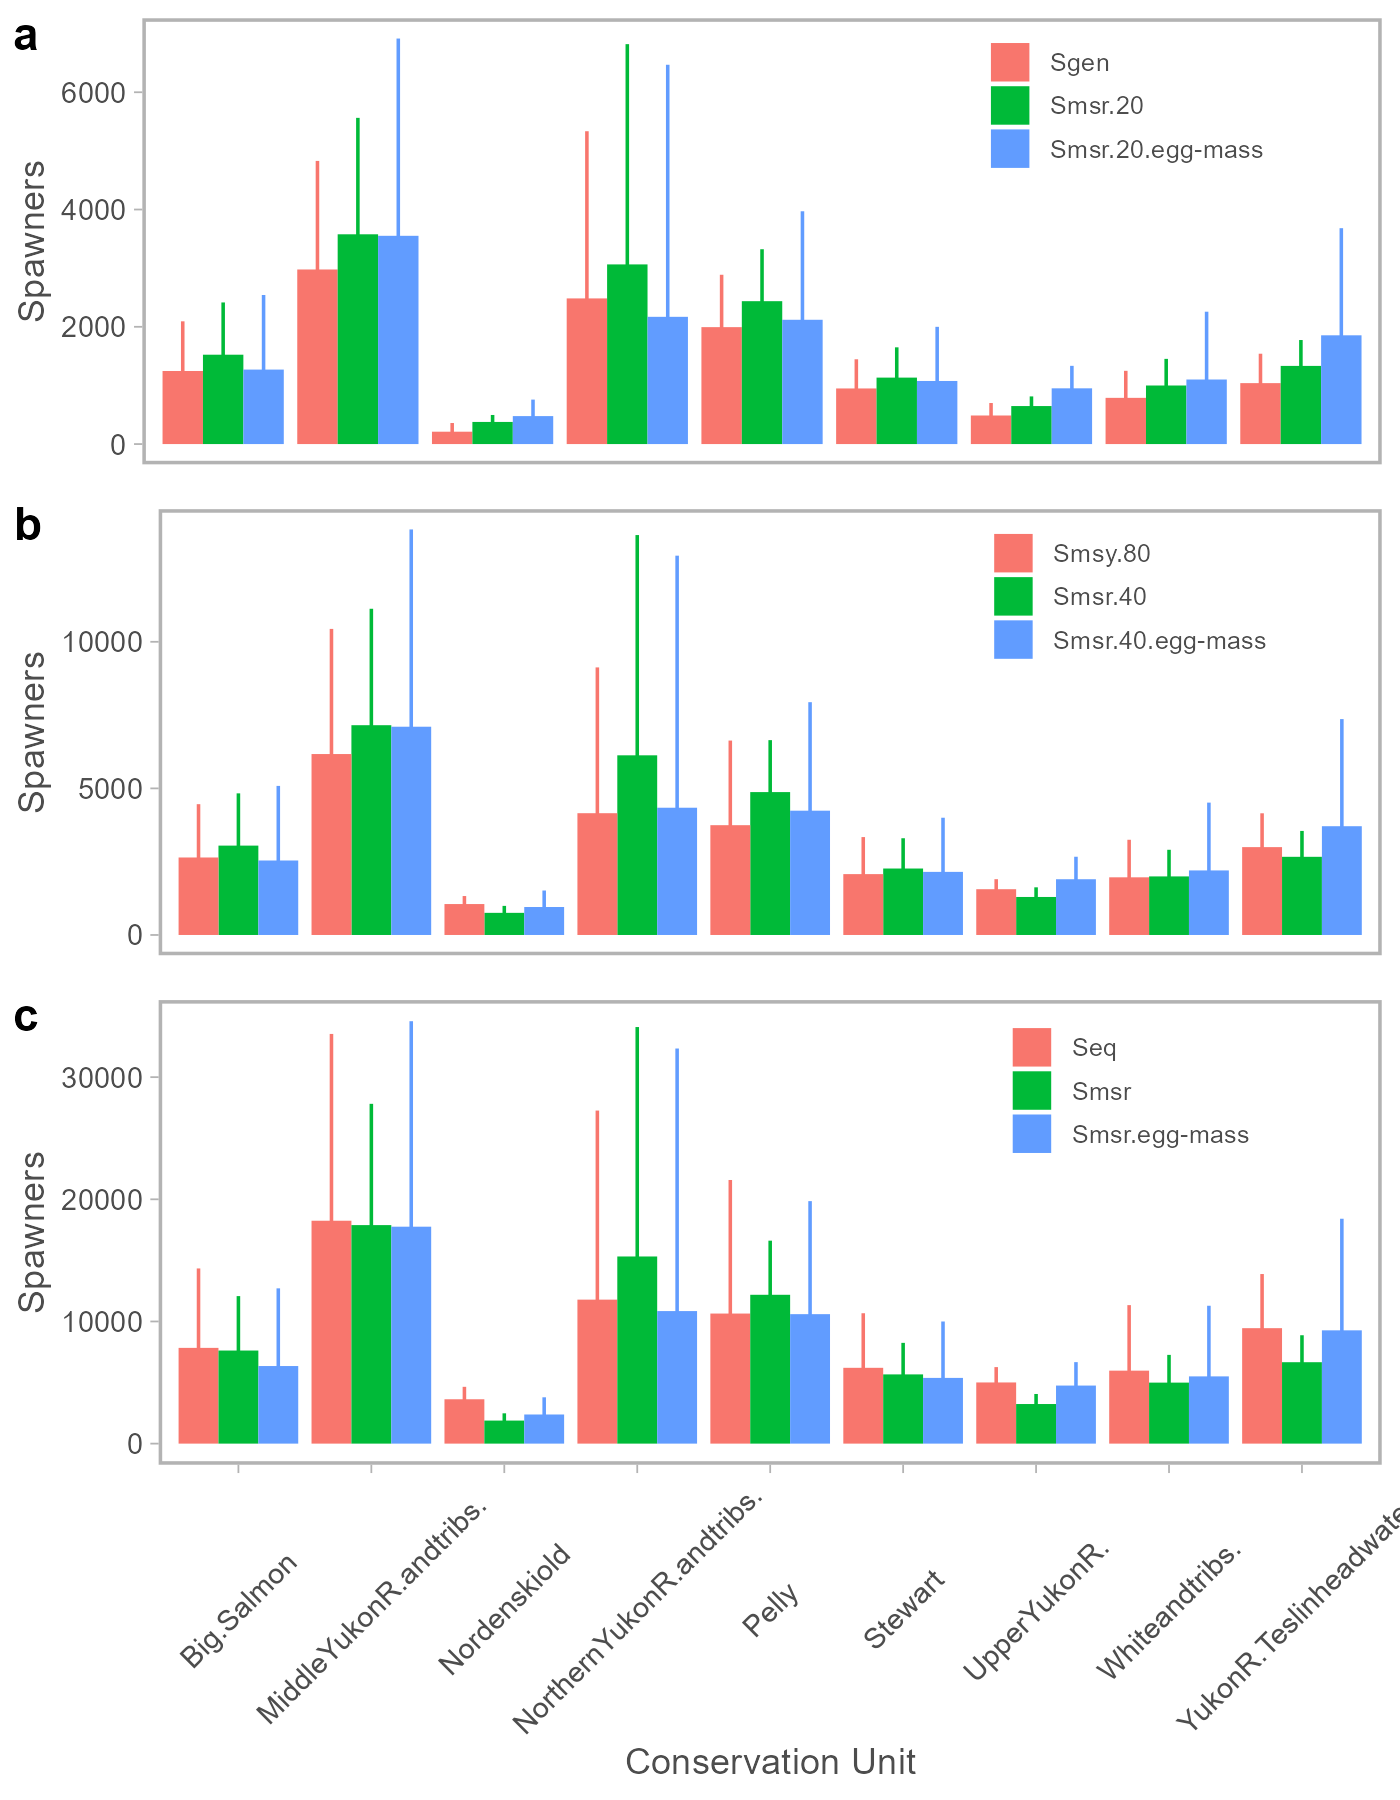 a
Spawners
6000
4000
2000
0
Sgen
Smsr.20
Smsr.20.egg-mass
b
Spawners
10000
5000
0
Smsy.80
Smsr.40
Smsr.40.egg-mass
c
Spawners
30000
20000
10000
0
Seq
Smsr
Smsr.egg-mass
Big.Salmon
MiddleYukonR.andtribs.
Nordenskiold
NorthernYukonR.andtribs.
Pelly
Stewart
UpperYukonR.
Whiteandtribs.
YukonR.Teslinheadwate
Conservation Unit